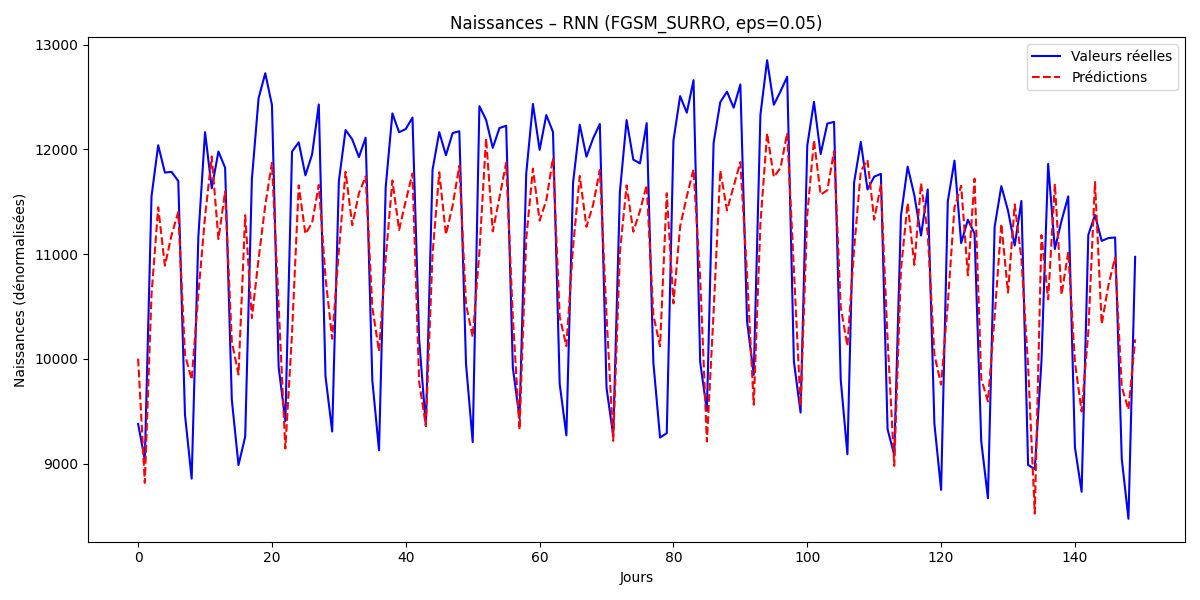 Naissances – RNN (FGSM_SURRO, eps=0.05)
13000
12000
11000
10000
9000
Naissances (dénormalisées)
Valeurs réelles
Prédictions
0 20 40 60 80 100 120 140
Jours